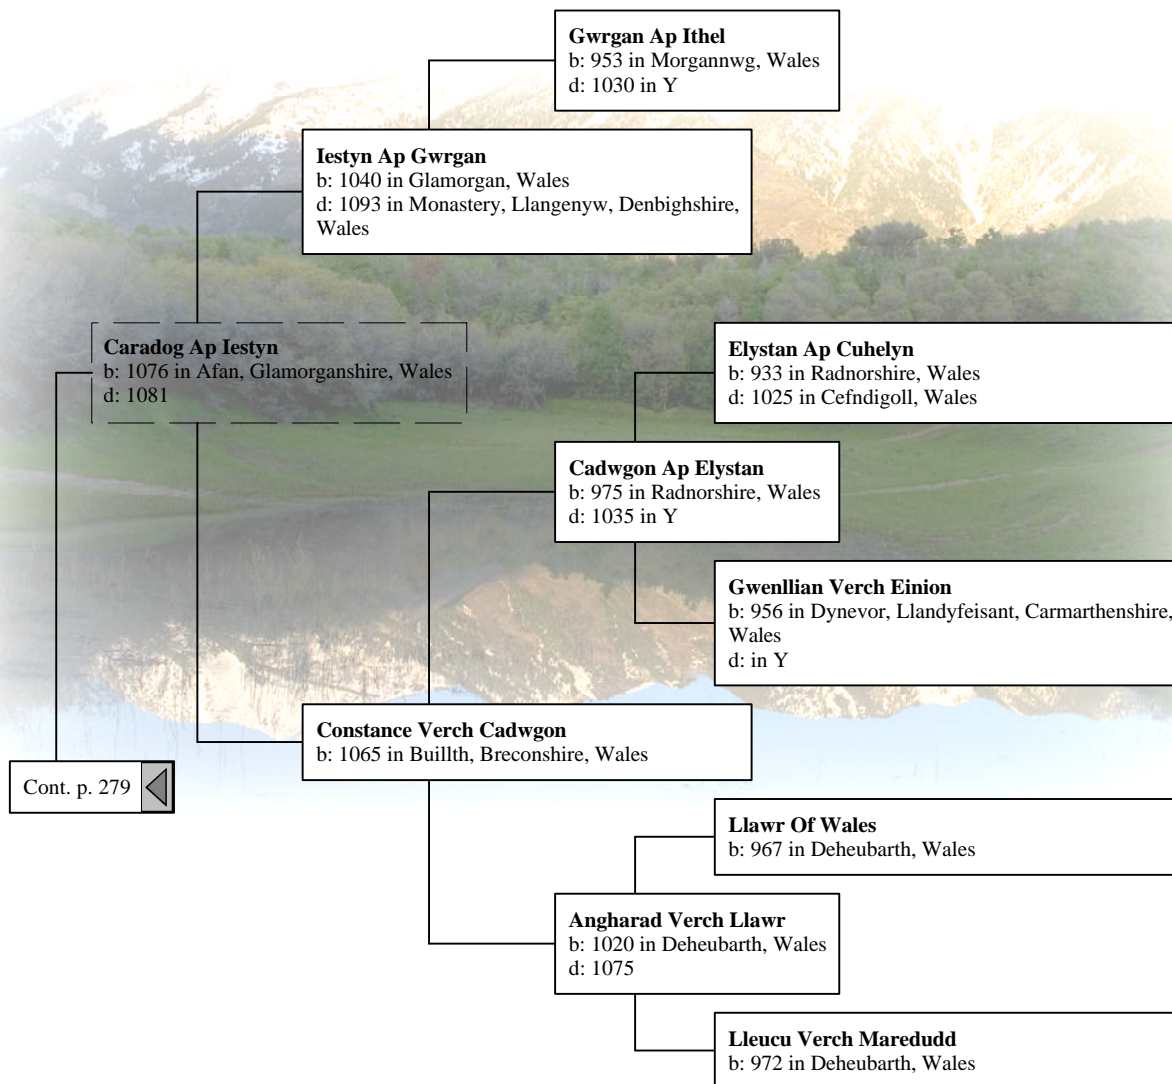 Gwrgan Ap Ithel
b: 953 in Morgannwg, Wales
d: 1030 in Y
Iestyn Ap Gwrgan
b: 1040 in Glamorgan, Wales
d: 1093 in Monastery, Llangenyw, Denbighshire,
Wales
Caradog Ap Iestyn
b: 1076 in Afan, Glamorganshire, Wales
d: 1081
Elystan Ap Cuhelyn
b: 933 in Radnorshire, Wales
d: 1025 in Cefndigoll, Wales
Cadwgon Ap Elystan
b: 975 in Radnorshire, Wales
d: 1035 in Y
Gwenllian Verch Einion
b: 956 in Dynevor, Llandyfeisant, Carmarthenshire,
Wales
d: in Y
Constance Verch Cadwgon
b: 1065 in Buillth, Breconshire, Wales
Cont. p. 279
Llawr Of Wales
b: 967 in Deheubarth, Wales
Angharad Verch Llawr
b: 1020 in Deheubarth, Wales
d: 1075
Lleucu Verch Maredudd
b: 972 in Deheubarth, Wales